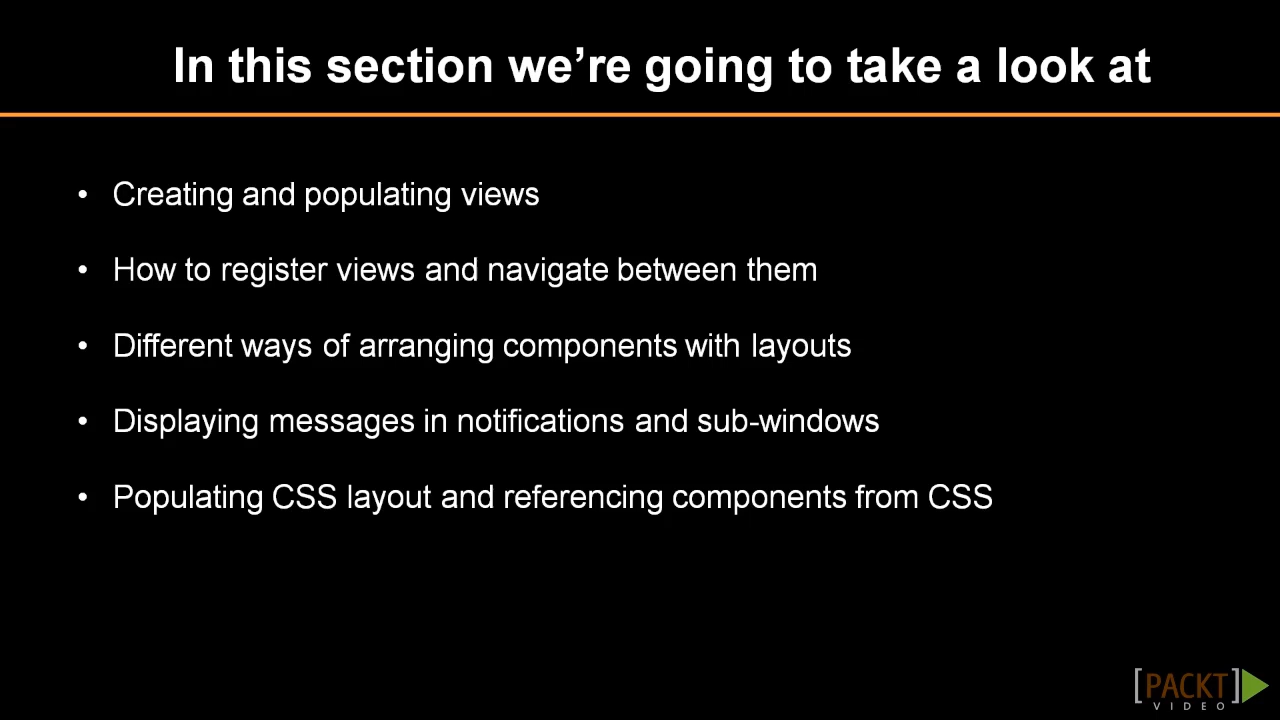 In this section we’re going to take a look at
• Creating and populating views
• How to register views and navigate between them
• Different ways of arranging components with layouts
• Displaying messages in notifications and sub-windows
• Populating CSS layout and referencing components from CSS
[PACKT]
VIDEO